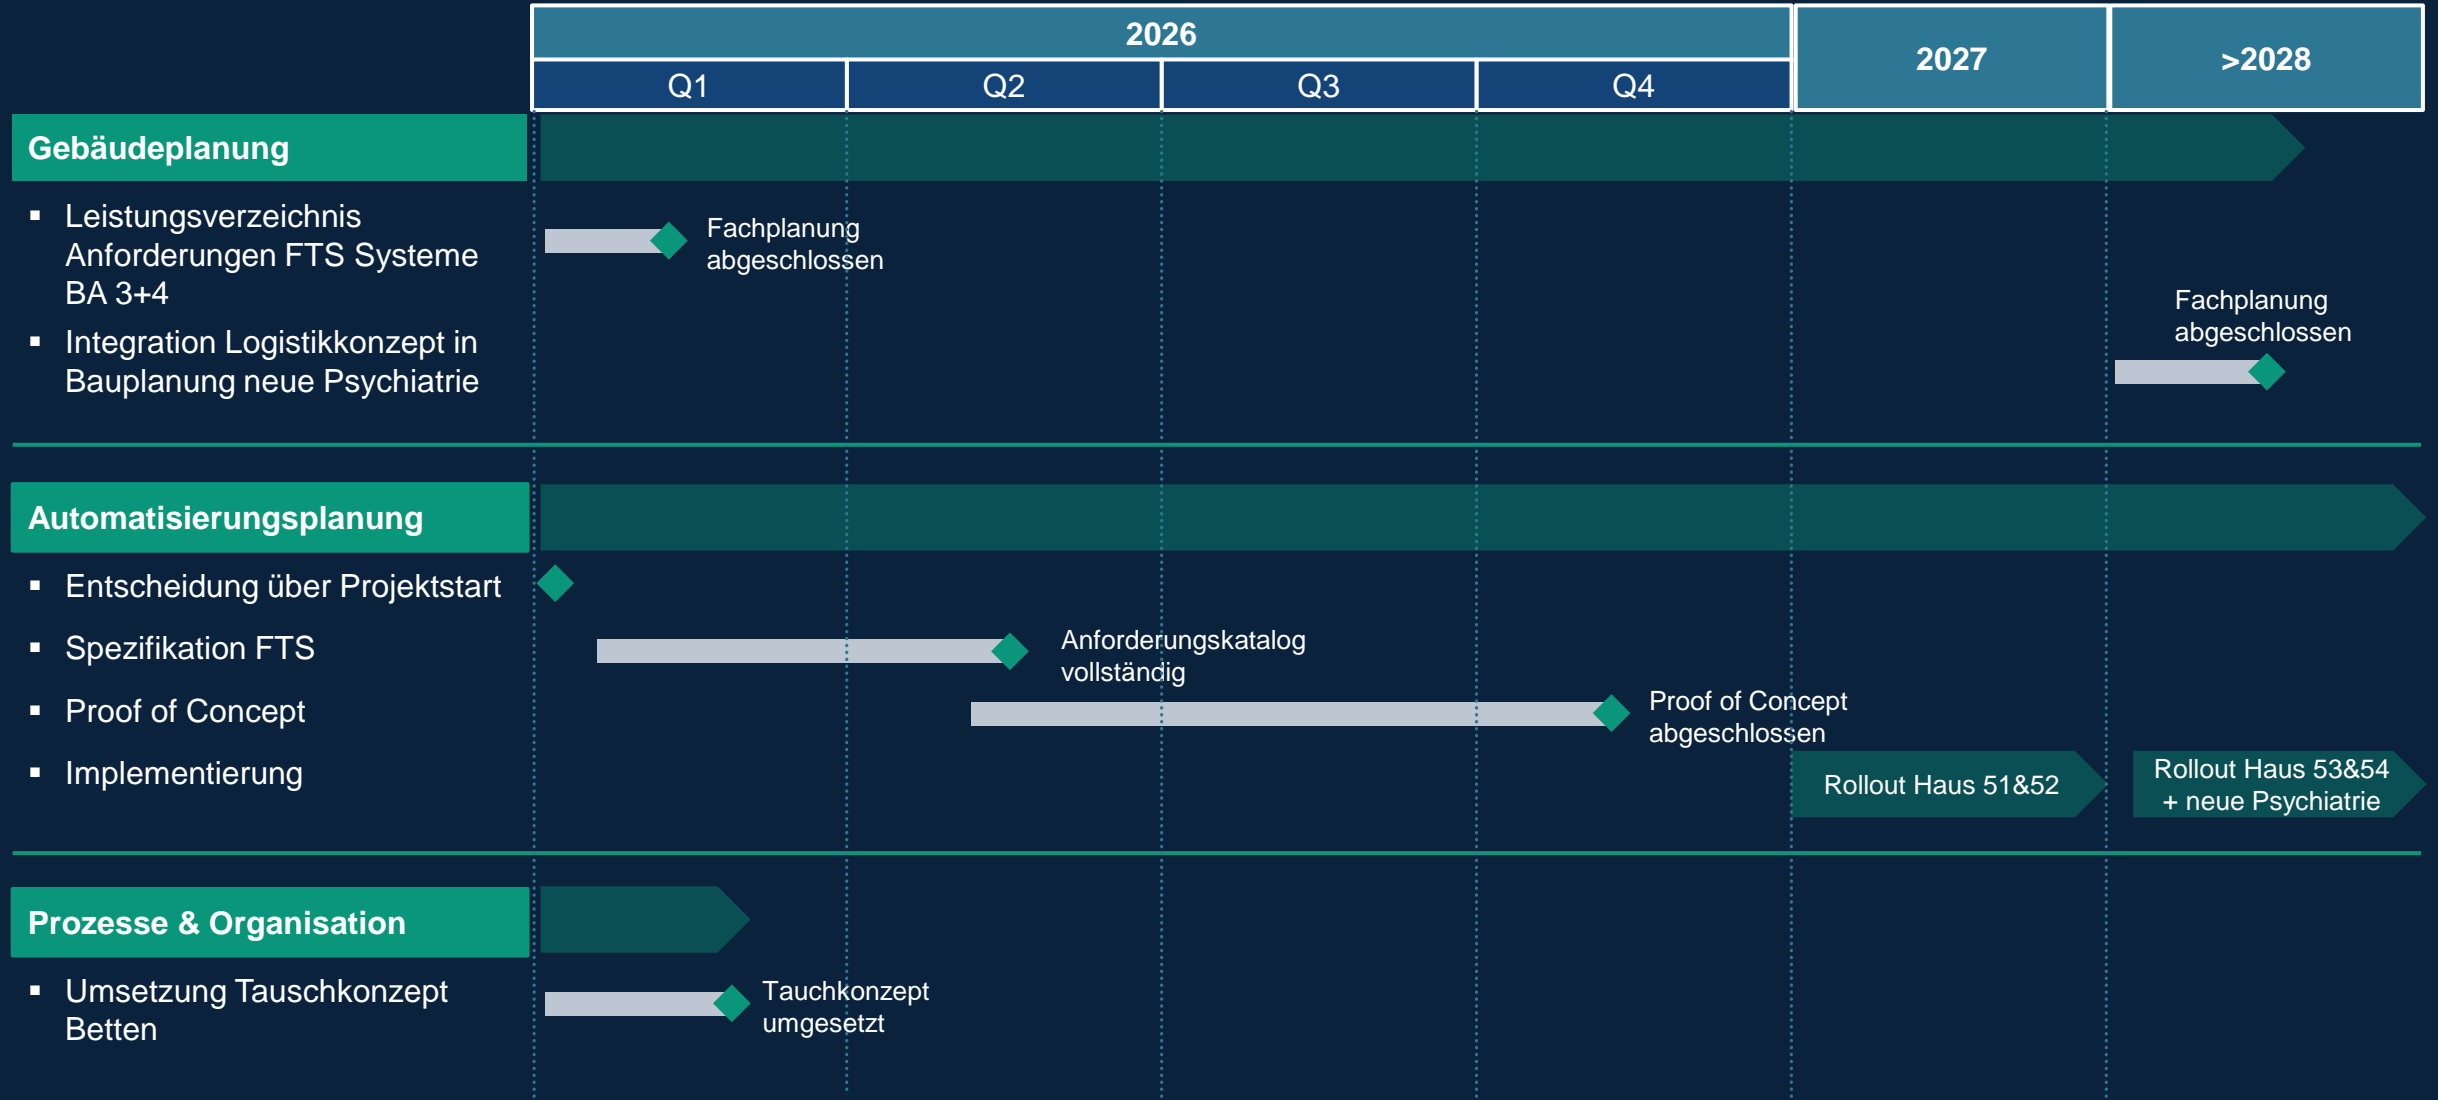 2026
2027
>2028
Q1
Q2
Q3
Q4
Gebäudeplanung
▪ Leistungsverzeichnis
Anforderungen FTS Systeme
BA 3+4
Fachplanung
abgeschlossen
▪ Integration Logistikkonzept in
Bauplanung neue Psychiatrie
Fachplanung
abgeschlossen
Automatisierungsplanung
▪ Entscheidung über Projektstart
▪ Spezifikation FTS
Anforderungskatalog
vollständig
▪ Proof of Concept
Proof of Concept
abgeschlossen
▪ Implementierung
Rollout Haus 51&52
Rollout Haus 53&54
+ neue Psychiatrie
Prozesse & Organisation
▪ Umsetzung Tauschkonzept
Betten
Tauchkonzept
umgesetzt